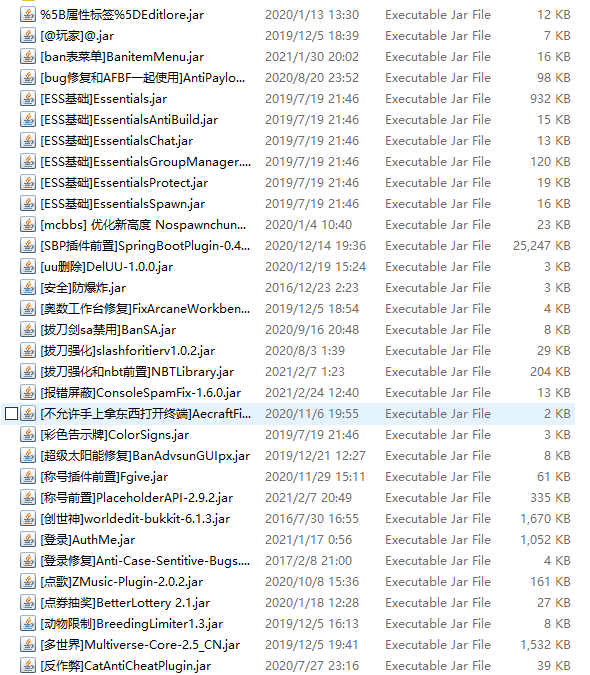 %5B属性标签%5DEditlore.jar 2020/1/13 13:30 Executable Jar File 12 KB
[@玩家]@.jar 2019/12/5 18:39 Executable Jar File 7 KB
[ban表菜单]BanitemMenu.jar 2021/1/30 20:02 Executable Jar File 16 KB
[bug修复和AFBF一起使用]AntiPaylo... 2020/8/20 23:52 Executable Jar File 98 KB
[ESS基础]Essentials.jar 2019/7/19 21:46 Executable Jar File 932 KB
[ESS基础]EssentialsAntiBuild.jar 2019/7/19 21:46 Executable Jar File 15 KB
[ESS基础]EssentialsChat.jar 2019/7/19 21:46 Executable Jar File 13 KB
[ESS基础]EssentialsGroupManager.... 2019/7/19 21:46 Executable Jar File 120 KB
[ESS基础]EssentialsProtect.jar 2019/7/19 21:46 Executable Jar File 19 KB
[ESS基础]EssentialsSpawn.jar 2019/7/19 21:46 Executable Jar File 16 KB
[mcbbs] 优化新高度 Nospawnchun... 2020/1/4 10:40 Executable Jar File 23 KB
[SBP插件前置]SpringBootPlugin-0.4... 2020/12/14 19:36 Executable Jar File 25,247 KB
[uu删除]DelUU-1.0.0.jar 2020/12/19 15:24 Executable Jar File 3 KB
[安全]防爆炸.jar 2016/12/23 2:23 Executable Jar File 3 KB
[奥数工作台修复]FixArcaneWorkben... 2019/12/5 18:54 Executable Jar File 4 KB
[拔刀剑sa禁用]BanSA.jar 2020/9/16 20:48 Executable Jar File 8 KB
[拔刀强化]slashforitierv1.0.2.jar 2020/8/3 1:39 Executable Jar File 29 KB
[拔刀强化和nbt前置]NBTLibrary.jar 2021/2/7 1:23 Executable Jar File 204 KB
[报错屏蔽]ConsoleSpamFix-1.6.0.jar 2021/2/24 12:40 Executable Jar File 13 KB
[不允许手上拿东西打开终端]AecraftFi... 2020/11/6 19:55 Executable Jar File 2 KB
[彩色告示牌]ColorSigns.jar 2019/7/19 21:46 Executable Jar File 3 KB
[超级太阳能修复]BanAdvsunGUIpx.jar 2019/12/21 12:27 Executable Jar File 8 KB
[称号插件前置]Fgive.jar 2020/11/29 15:11 Executable Jar File 61 KB
[称号前置]PlaceholderAPI-2.9.2.jar 2021/2/7 20:49 Executable Jar File 335 KB
[创世神]worldedit-bukkit-6.1.3.jar 2016/7/30 16:55 Executable Jar File 1,670 KB
[登录]AuthMe.jar 2021/1/17 0:56 Executable Jar File 1,052 KB
[登录修复]Anti-Case-Sentitive-Bugs.... 2017/2/8 21:00 Executable Jar File 4 KB
[点歌]ZMusic-Plugin-2.0.2.jar 2020/10/8 15:36 Executable Jar File 161 KB
[点券抽奖]BetterLottery 2.1.jar 2020/1/18 12:28 Executable Jar File 27 KB
[动物限制]BreedingLimiter1.3.jar 2019/12/5 16:13 Executable Jar File 8 KB
[多世界]Multiverse-Core-2.5_CN.jar 2019/12/5 19:41 Executable Jar File 1,532 KB
[反作弊]CatAntiCheatPlugin.jar 2020/7/27 23:16 Executable Jar File 39 KB